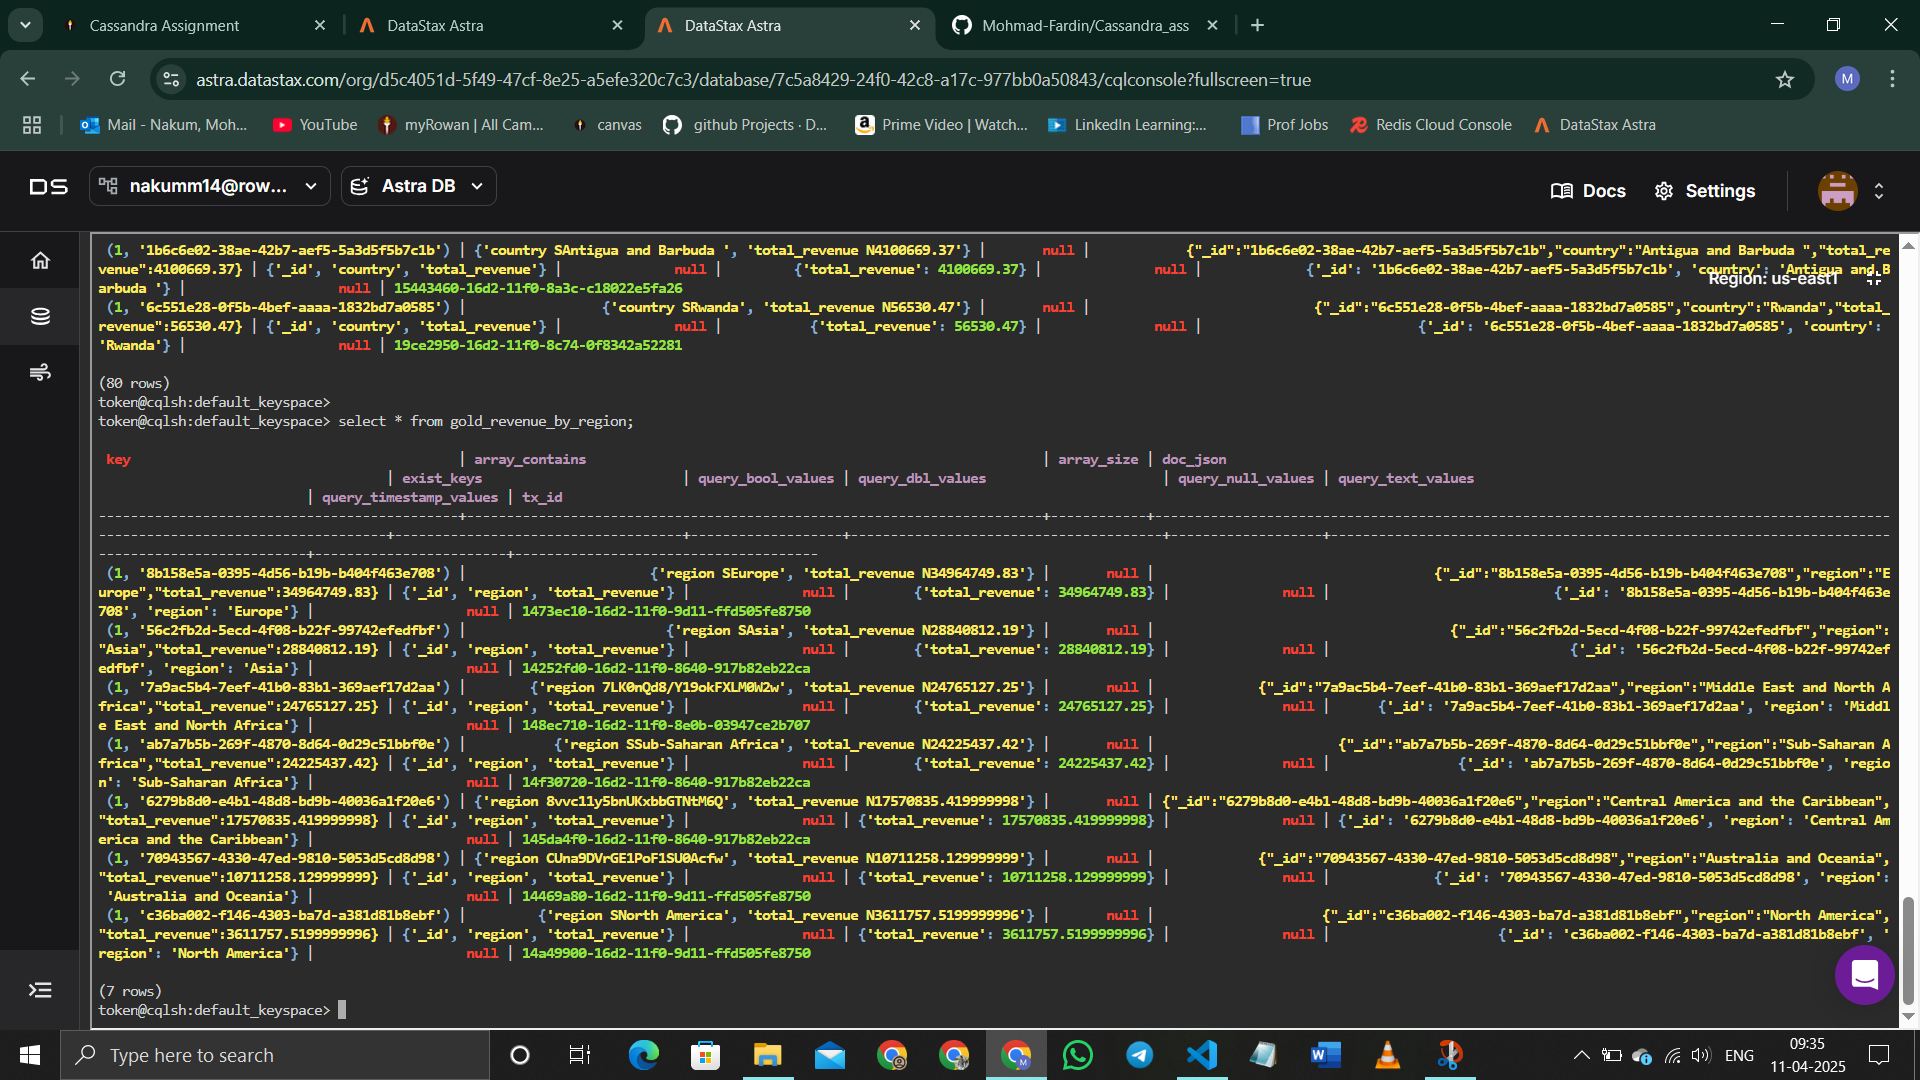 Cassandra Assignment
DataStax Astra
DataStax Astra
Mohmad-Fardin/Cassandra_ass
astra.datastax.com/org/d5c4051d-5f49-47cf-8e25-a5efe320c7c3/database/7c5a8429-24f0-42c8-a17c-977bb0a50843/cqlconsole?fullscreen=true
M
Mail - Nakum, Moh...
YouTube
myRowan | All Cam...
canvas
github Projects · D...
Prime Video | Watch...
LinkedIn Learning:...
Prof Jobs
Redis Cloud Console
DataStax Astra
DS
nakumm14@row...
Astra DB
Docs
Settings
(1, '1b6c6e02-38ae-42b7-aef5-5a3d5f5b7c1b') | {'country SAntigua and Barbuda ', 'total_revenue N4100669.37'} | null | {"_id":"1b6c6e02-38ae-42b7-aef5-5a3d5f5b7c1b","country":"Antigua and Barbuda ","total_re
venue":4100669.37} | {'_id', 'country', 'total_revenue'} | null | {'total_revenue': 4100669.37} | null | {'_id': '1b6c6e02-38ae-42b7-aef5-5a3d5f5b7c1b', 'country': 'Antigua and B
Region: us-east1
arbuda '} | null | 15443460-16d2-11f0-8a3c-c18022e5fa26
(1, '6c551e28-0f5b-4bef-aaaa-1832bd7a0585') | {'country SRwanda', 'total_revenue N56530.47'} | null | {"_id":"6c551e28-0f5b-4bef-aaaa-1832bd7a0585","country":"Rwanda","total_
revenue":56530.47} | {'_id', 'country', 'total_revenue'} | null | {'total_revenue': 56530.47} | null | {'_id': '6c551e28-0f5b-4bef-aaaa-1832bd7a0585', 'country':
'Rwanda'} | null | 19ce2950-16d2-11f0-8c74-0f8342a52281
(80 rows)
token@cqlsh:default_keyspace>
token@cqlsh:default_keyspace> select * from gold_revenue_by_region;
key | array_contains | array_size | doc_json
| exist_keys | query_bool_values | query_dbl_values | query_null_values | query_text_values
| query_timestamp_values | tx_id
(1, '8b158e5a-0395-4d56-b19b-b404f463e708') | {'region SEurope', 'total_revenue N34964749.83'} | null | {"_id":"8b158e5a-0395-4d56-b19b-b404f463e708","region":"E
urope","total_revenue":34964749.83} | {'_id', 'region', 'total_revenue'} | null | {'total_revenue': 34964749.83} | null | {'_id': '8b158e5a-0395-4d56-b19b-b404f463e
708', 'region': 'Europe'} | null | 1473ec10-16d2-11f0-9d11-ffd505fe8750
(1, '56c2fb2d-5ecd-4f08-b22f-99742efedfbf') | {'region SAsia', 'total_revenue N28840812.19'} | null | {"_id":"56c2fb2d-5ecd-4f08-b22f-99742efedfbf","region":
"Asia","total_revenue":28840812.19} | {'_id', 'region', 'total_revenue'} | null | {'total_revenue': 28840812.19} | null | {'_id': '56c2fb2d-5ecd-4f08-b22f-99742ef
edfbf', 'region': 'Asia'} | null | 14252fd0-16d2-11f0-8640-917b82eb22ca
(1, '7a9ac5b4-7eef-41b0-83b1-369aef17d2aa') | {'region 7LK0nQd8/Y19okFXLM0W2w', 'total_revenue N24765127.25'} | null | {"_id":"7a9ac5b4-7eef-41b0-83b1-369aef17d2aa","region":"Middle East and North A
frica","total_revenue":24765127.25} | {'_id', 'region', 'total_revenue'} | null | {'total_revenue': 24765127.25} | null | {'_id': '7a9ac5b4-7eef-41b0-83b1-369aef17d2aa', 'region': 'Middl
e East and North Africa'} | null | 148ec710-16d2-11f0-8e0b-03947ce2b707
(1, 'ab7a7b5b-269f-4870-8d64-0d29c51bbf0e') | {'region SSub-Saharan Africa', 'total_revenue N24225437.42'} | null | {"_id":"ab7a7b5b-269f-4870-8d64-0d29c51bbf0e","region":"Sub-Saharan A
frica","total_revenue":24225437.42} | {'_id', 'region', 'total_revenue'} | null | {'total_revenue': 24225437.42} | null | {'_id': 'ab7a7b5b-269f-4870-8d64-0d29c51bbf0e', 'regio
n': 'Sub-Saharan Africa'} | null | 14f30720-16d2-11f0-8640-917b82eb22ca
(1, '6279b8d0-e4b1-48d8-bd9b-40036a1f20e6') | {'region 8vvc11y5bnUKxbbGTNtM6Q', 'total_revenue N17570835.419999998'} | null | {"_id":"6279b8d0-e4b1-48d8-bd9b-40036a1f20e6","region":"Central America and the Caribbean",
"total_revenue":17570835.419999998} | {'_id', 'region', 'total_revenue'} | null | {'total_revenue': 17570835.419999998} | null | {'_id': '6279b8d0-e4b1-48d8-bd9b-40036a1f20e6', 'region': 'Central Am
erica and the Caribbean'} | null | 145da4f0-16d2-11f0-8640-917b82eb22ca
(1, '70943567-4330-47ed-9810-5053d5cd8d98') | {'region CUna9DVrGE1PoF1SU0Acfw', 'total_revenue N10711258.129999999'} | null | {"_id":"70943567-4330-47ed-9810-5053d5cd8d98","region":"Australia and Oceania",
"total_revenue":10711258.129999999} | {'_id', 'region', 'total_revenue'} | null | {'total_revenue': 10711258.129999999} | null | {'_id': '70943567-4330-47ed-9810-5053d5cd8d98', 'region':
'Australia and Oceania'} | null | 14469a80-16d2-11f0-9d11-ffd505fe8750
(1, 'c36ba002-f146-4303-ba7d-a381d81b8ebf') | {'region SNorth America', 'total_revenue N3611757.5199999996'} | null | {"_id":"c36ba002-f146-4303-ba7d-a381d81b8ebf","region":"North America",
"total_revenue":3611757.5199999996} | {'_id', 'region', 'total_revenue'} | null | {'total_revenue': 3611757.5199999996} | null | {'_id': 'c36ba002-f146-4303-ba7d-a381d81b8ebf', '
region': 'North America'} | null | 14a49900-16d2-11f0-9d11-ffd505fe8750
(7 rows)
token@cqlsh:default_keyspace>
Type here to search
ENG
09:35
11-04-2025